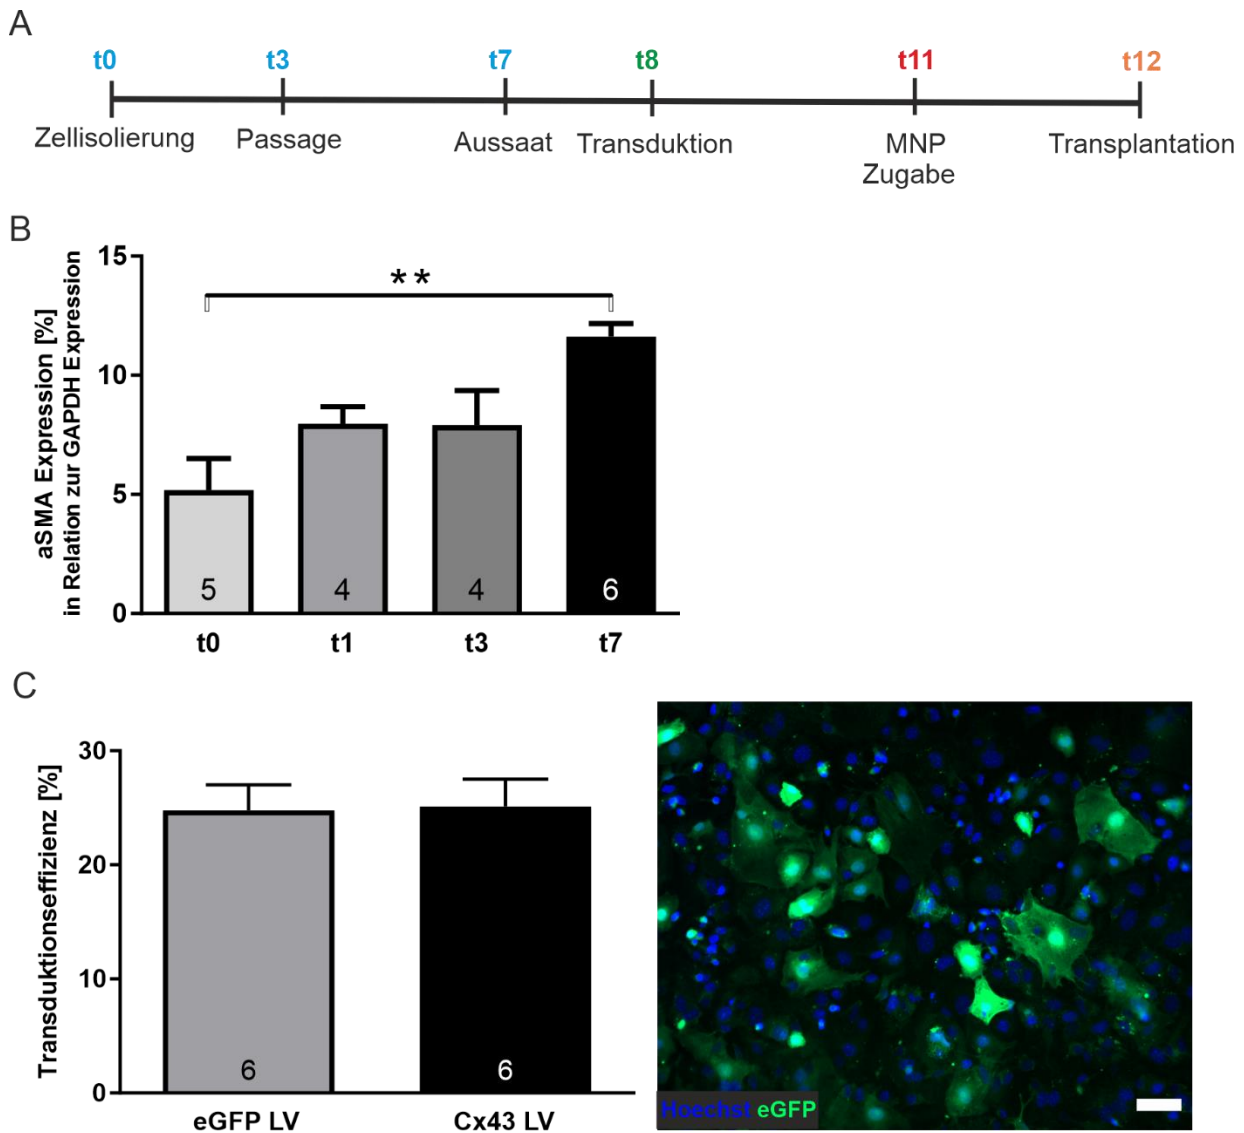 A
t0 t3 t7 t8 t11 t12
Zellisolierung Passage Aussaat Transduktion MNP Transplantation
Zugabe
B
aSMA Expression [%]
in Relation zur GAPDH Expression
15
10
5
0
**
5 4 4 6
t0 t1 t3 t7
C
Transduktionseffizienz [%]
30
20
10
0
6 6
eGFP LV Cx43 LV
Hoechst eGFP